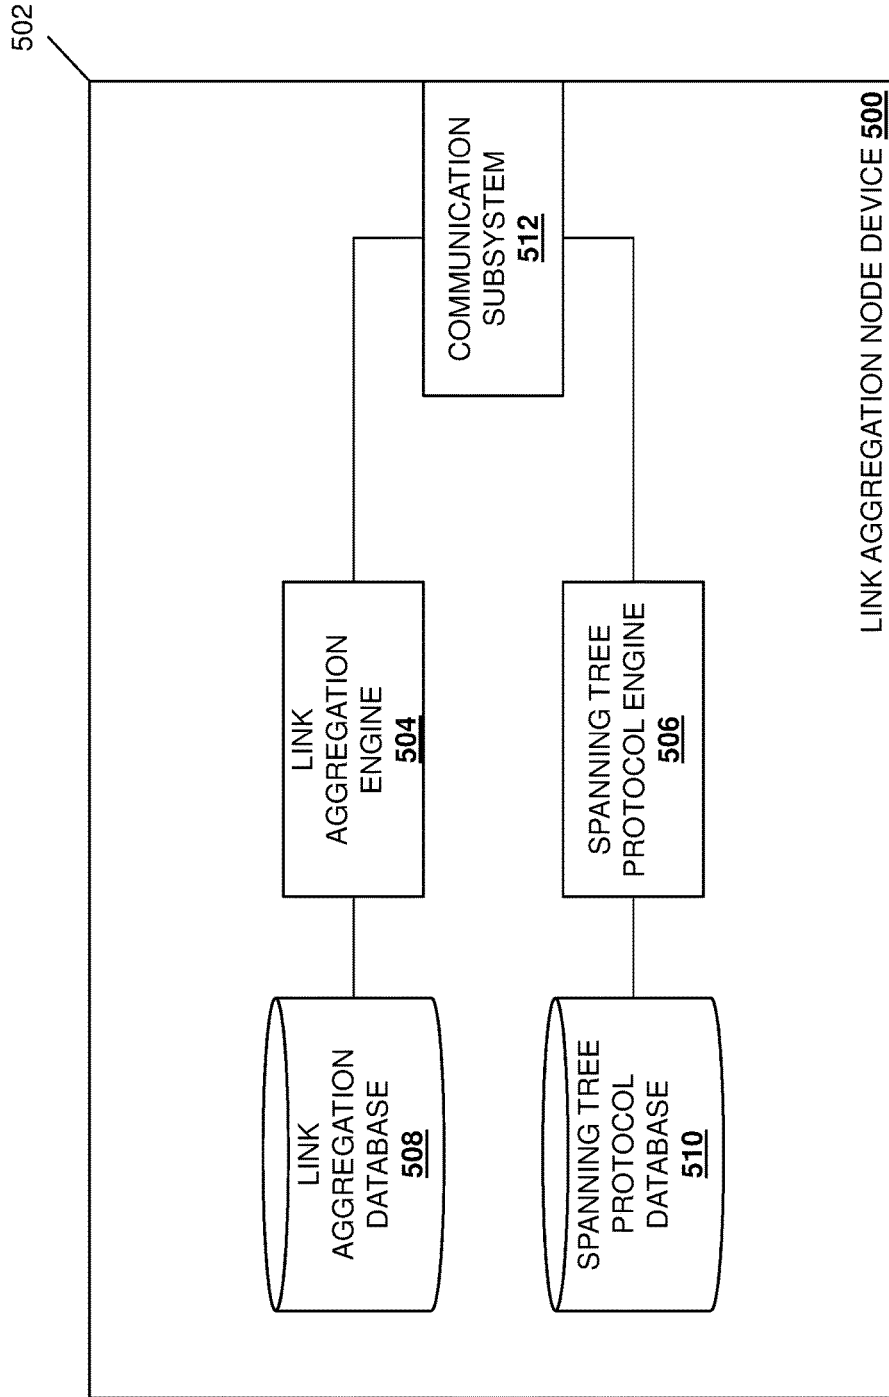 502
COMMUNICATION
SUBSYSTEM
512
LINK
AGGREGATION
ENGINE
504
SPANNING TREE
PROTOCOL ENGINE
506
LINK
AGGREGATION
DATABASE
508
SPANNING TREE
PROTOCOL
DATABASE
510
LINK AGGREGATION NODE DEVICE 500